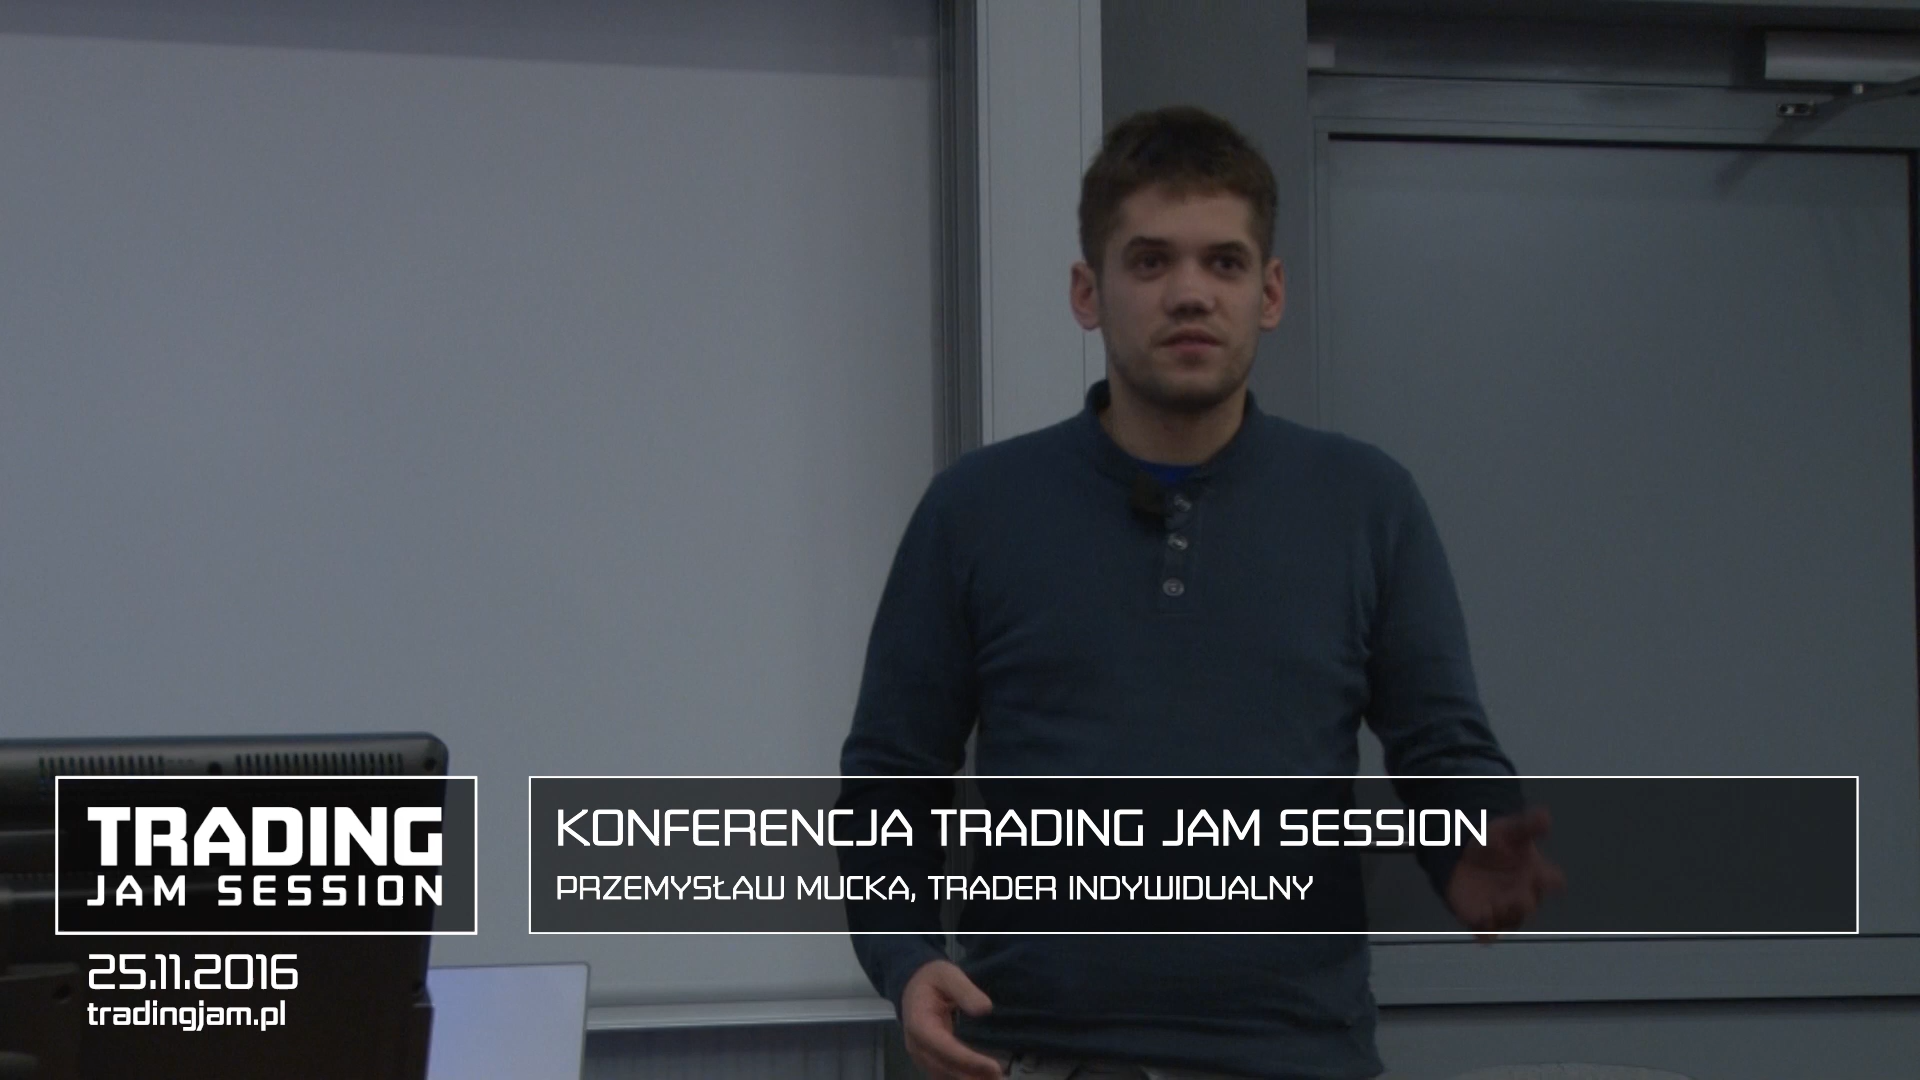 TRADING
JAM SESSION
25.11.2016
tradingjam.pl
KONFERENCJA TRADING JAM SESSION
PRZEMYSŁAW MUCKA, TRADER INDYWIDUALNY